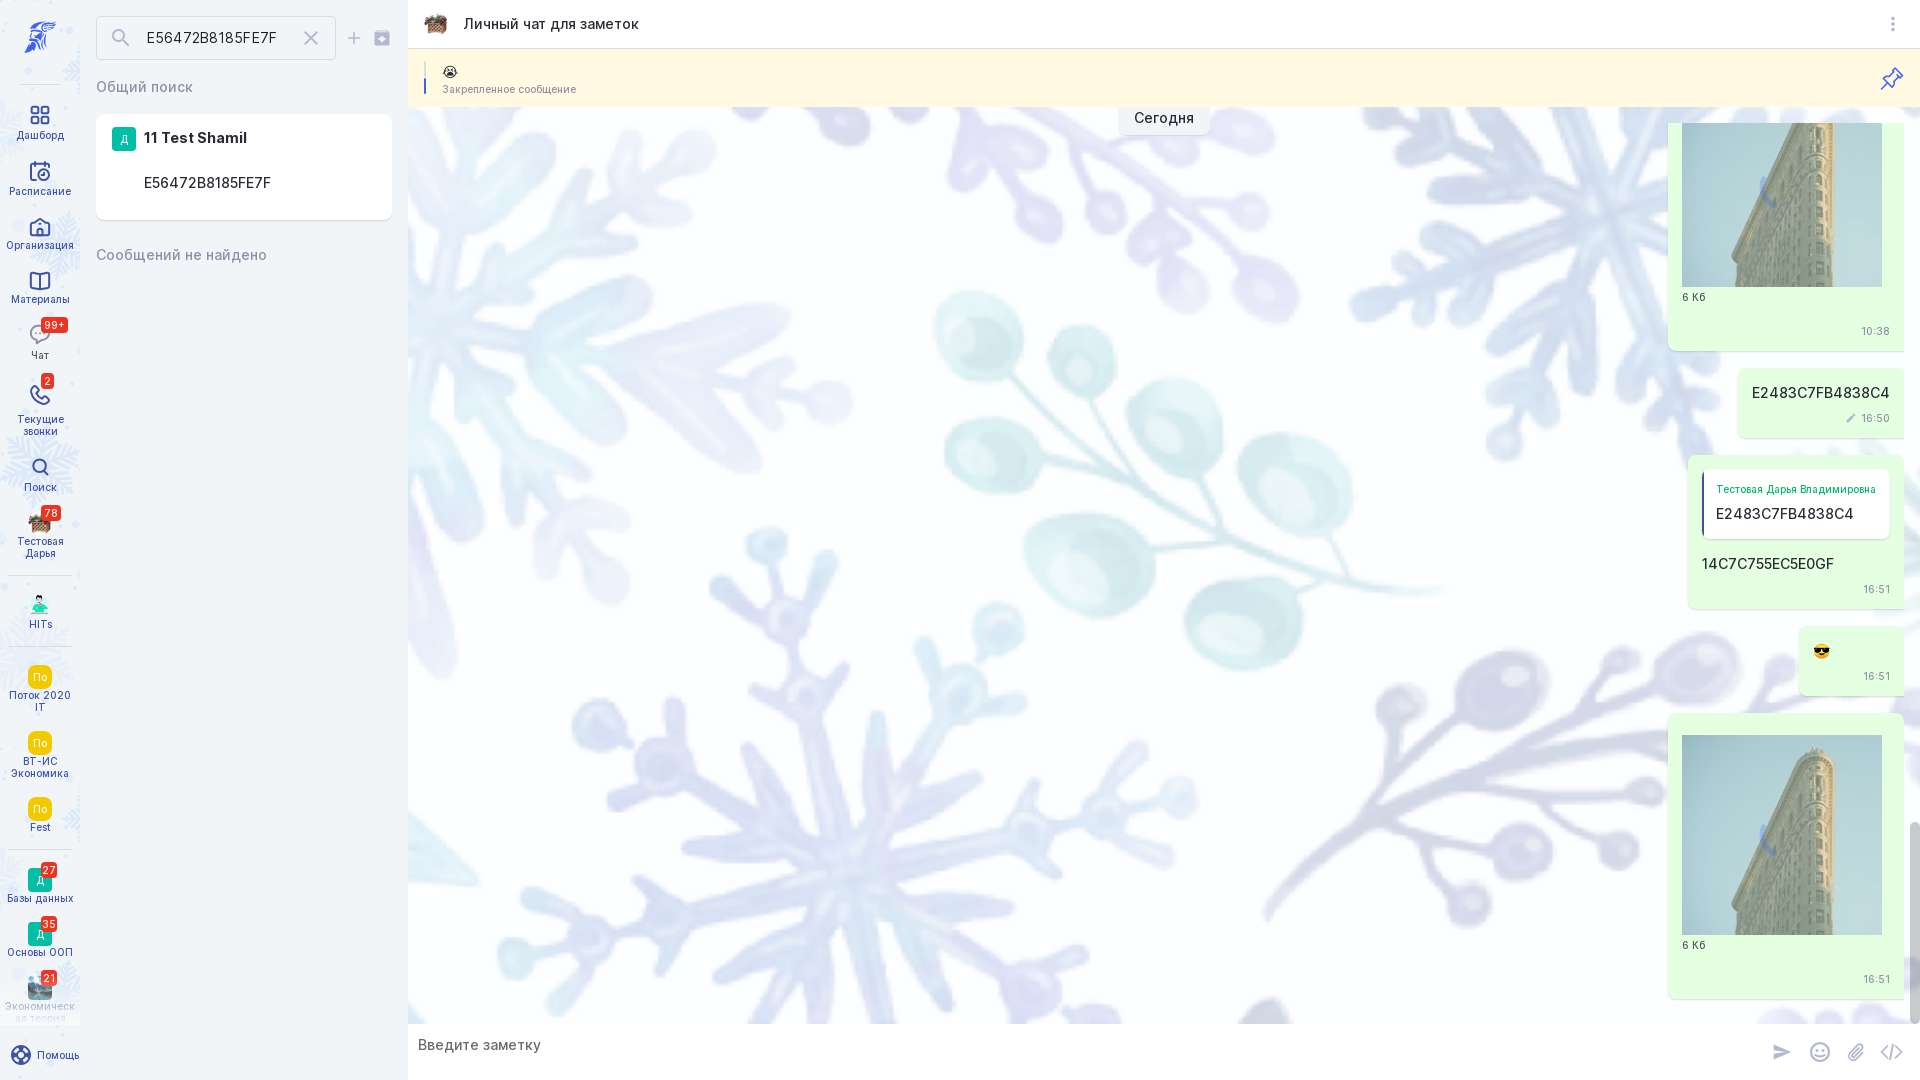 Дашборд
Расписание
Организация
Материалы
99+
Чат
2
Текущие
звонки
Поиск
78
Тестовая
Дарья
HITs
По
Поток 2020
IT
По
ВТ-ИС
Экономика
По
Fest
27
Д
Базы данных
35
Д
Основы ООП
21
Экономическ
ая теория
Помощь
E56472B8185FE7F
Общий поиск
Д
11 Test Shamil
E56472B8185FE7F
Сообщений не найдено
Личный чат для заметок
Закрепленное сообщение
Сегодня
6 Кб
10:38
E2483C7FB4838C4
16:50
Тестовая Дарья Владимировна
E2483C7FB4838C4
14C7C755EC5E0GF
16:51
16:51
6 Кб
16:51
Введите заметку